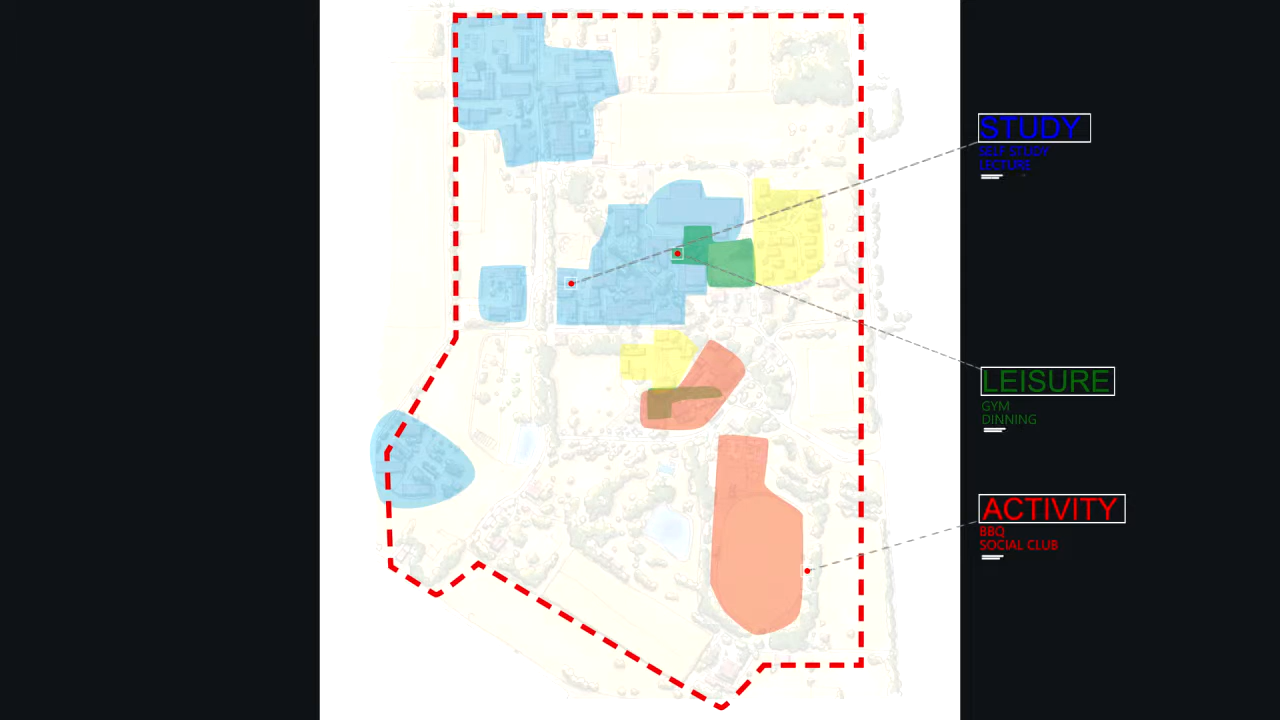 STUDY
SELF STUDY
LECTURE
LEISURE
GYM
DINNING
ACTIVITY
BBQ
SOCIAL CLUB